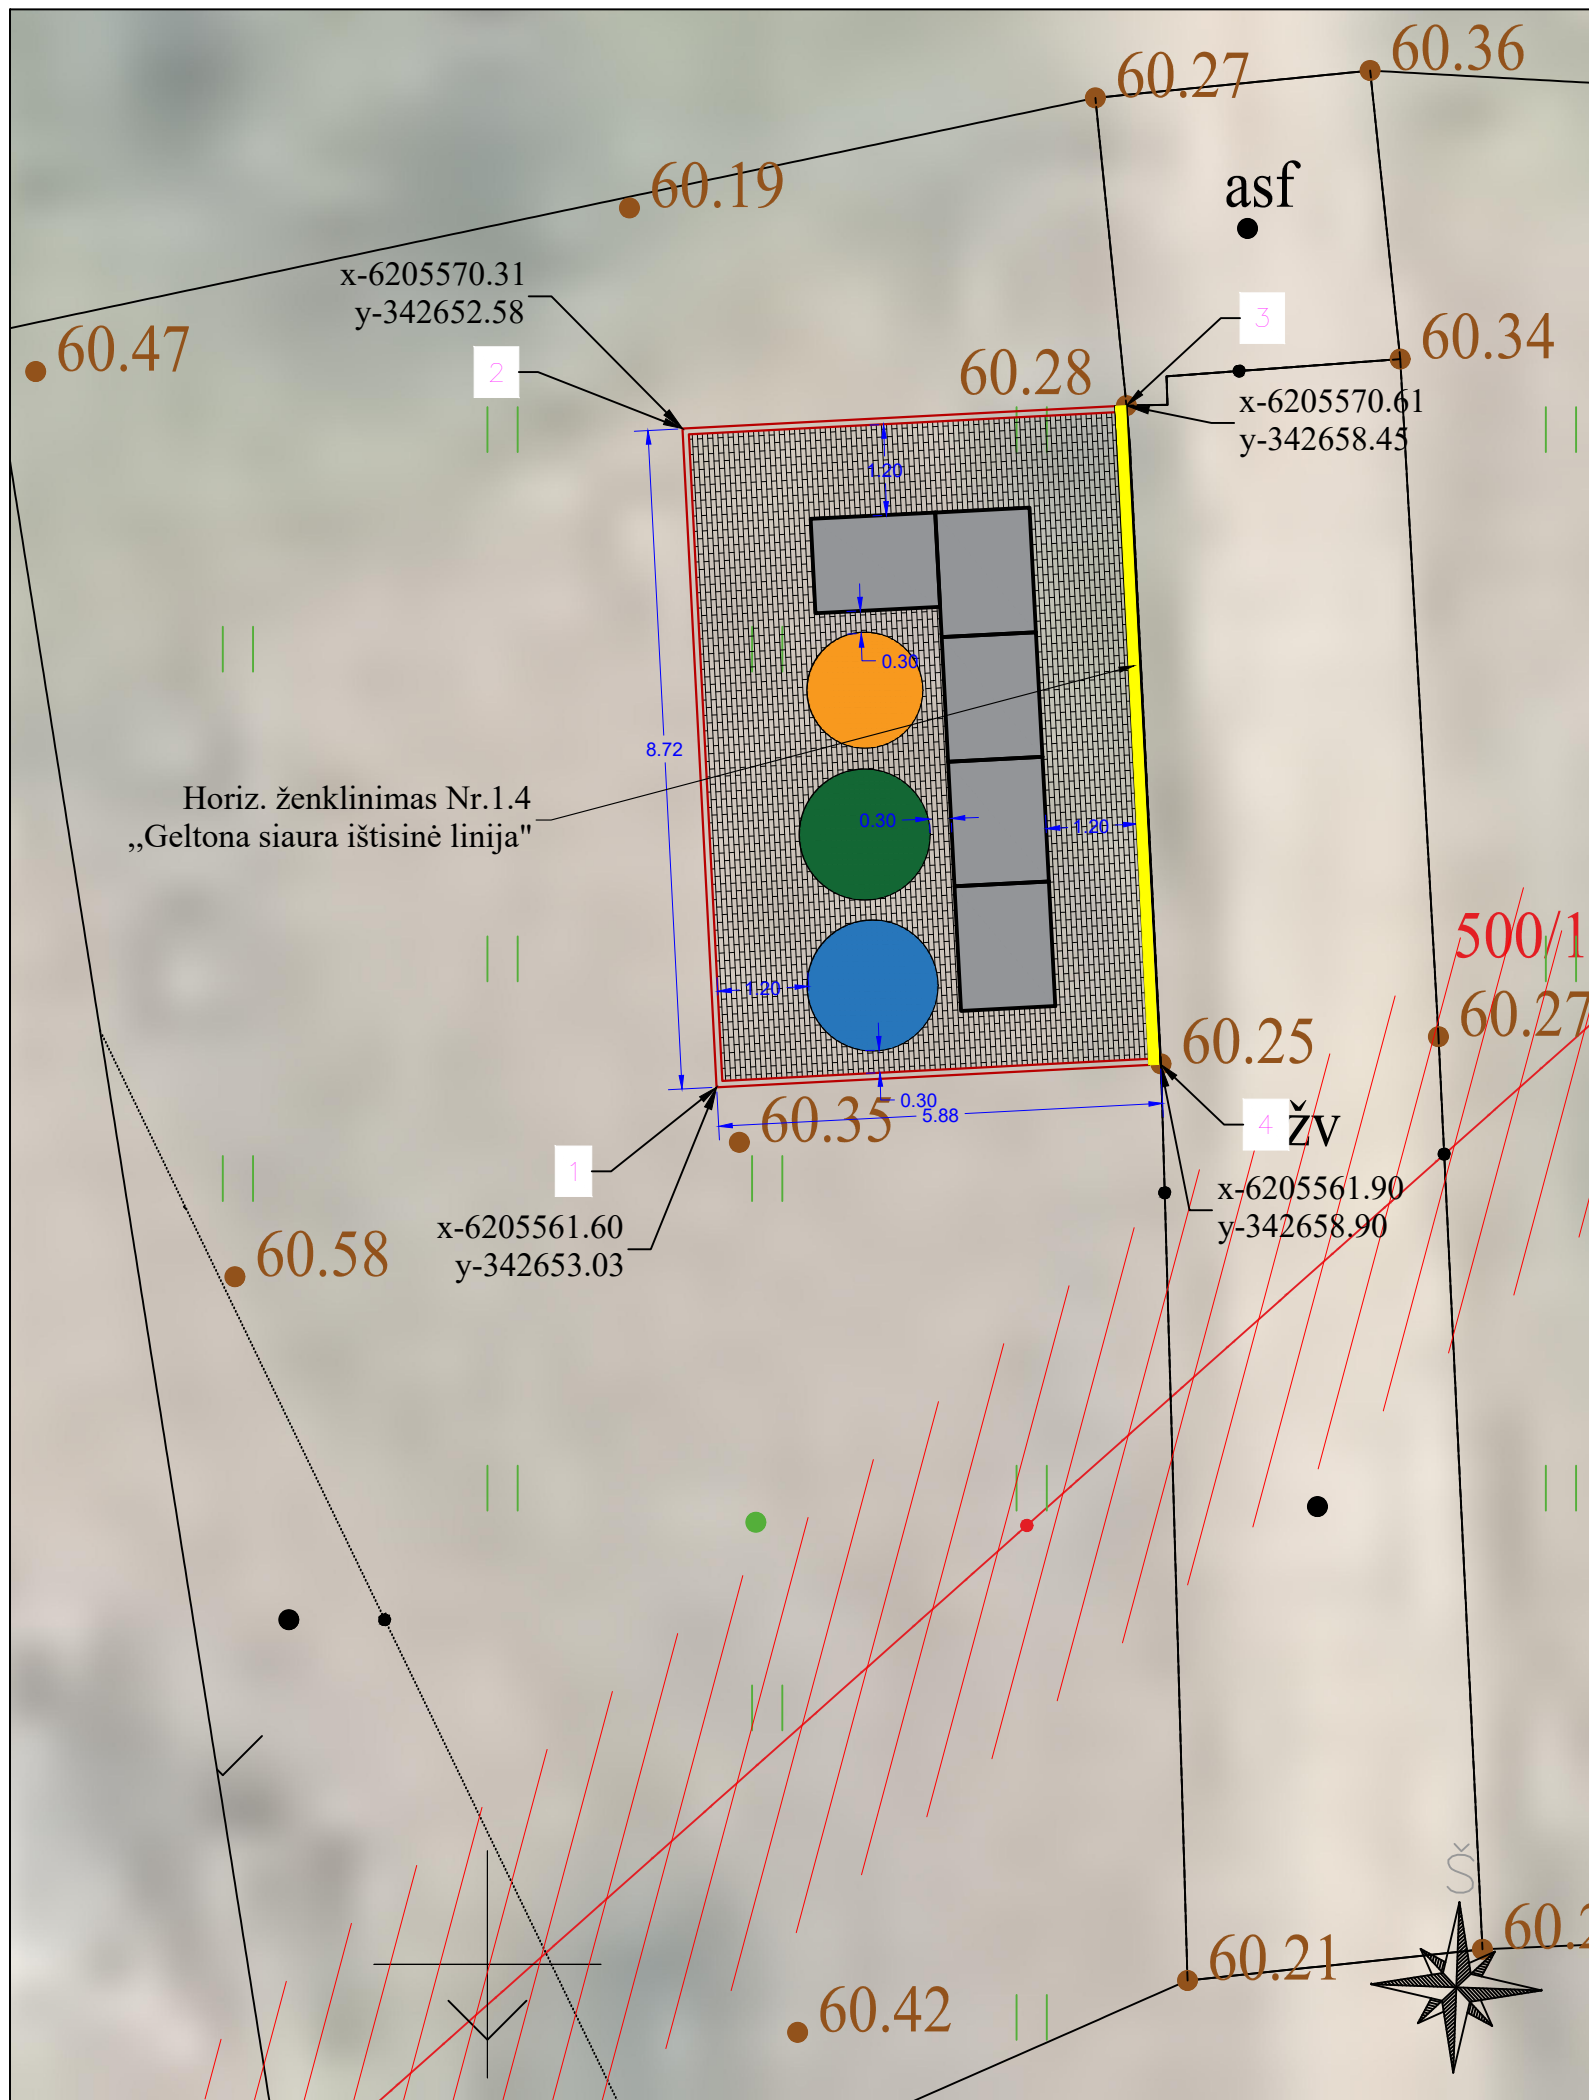 60.36
60.27
60.19
asf
x-6205570.31
y-342652.58
3
60.47
60.34
2
60.28
x-6205570.61
y-342658.45
1.20
0.30
8.72
Horiz. ženklinimas Nr.1.4
,,Geltona siaura ištisinė linija"
0.30
1.20
500/1
1.20
60.27
60.25
0.30
5.88
60.35
4
žv
1
x-6205561.90
y-342658.90
x-6205561.60
y-342653.03
60.58
Š
60.2
60.21
60.42